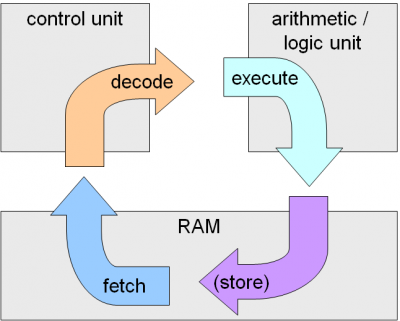 control unit
arithmetic /
logic unit
decode
execute
RAM
fetch
(store)